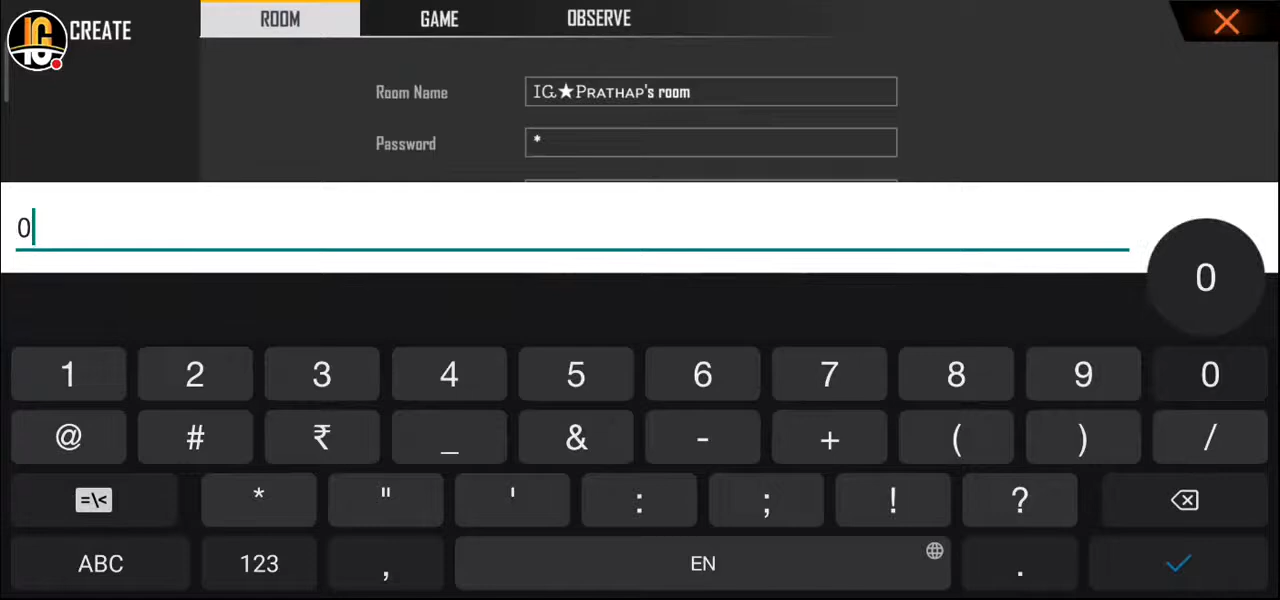 IG
CREATE
ROOM
GAME
OBSERVE
Room Name
IG★Pʀᴀᴛʜᴀᴘ's room
Password
*
0
0
1 2 3 4 5 6 7 8 9 0
@ # ₹ _ & - + ( ) /
=\< * " ' : ; ! ?
ABC 123 , EN .